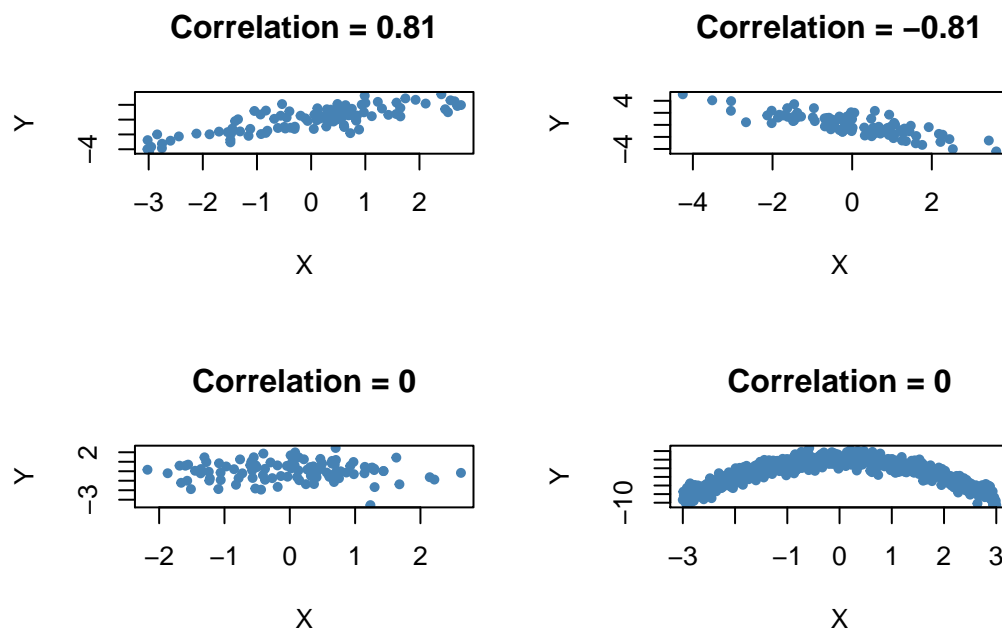 Correlation = 0.81
Y
−4
−3 −2 −1 0 1 2
X
Correlation = −0.81
Y
4
−4
−4 −2 0 2
X
Correlation = 0
Y
2
−3
−2 −1 0 1 2
X
Correlation = 0
Y
−10
−3 −1 0 1 2 3
X